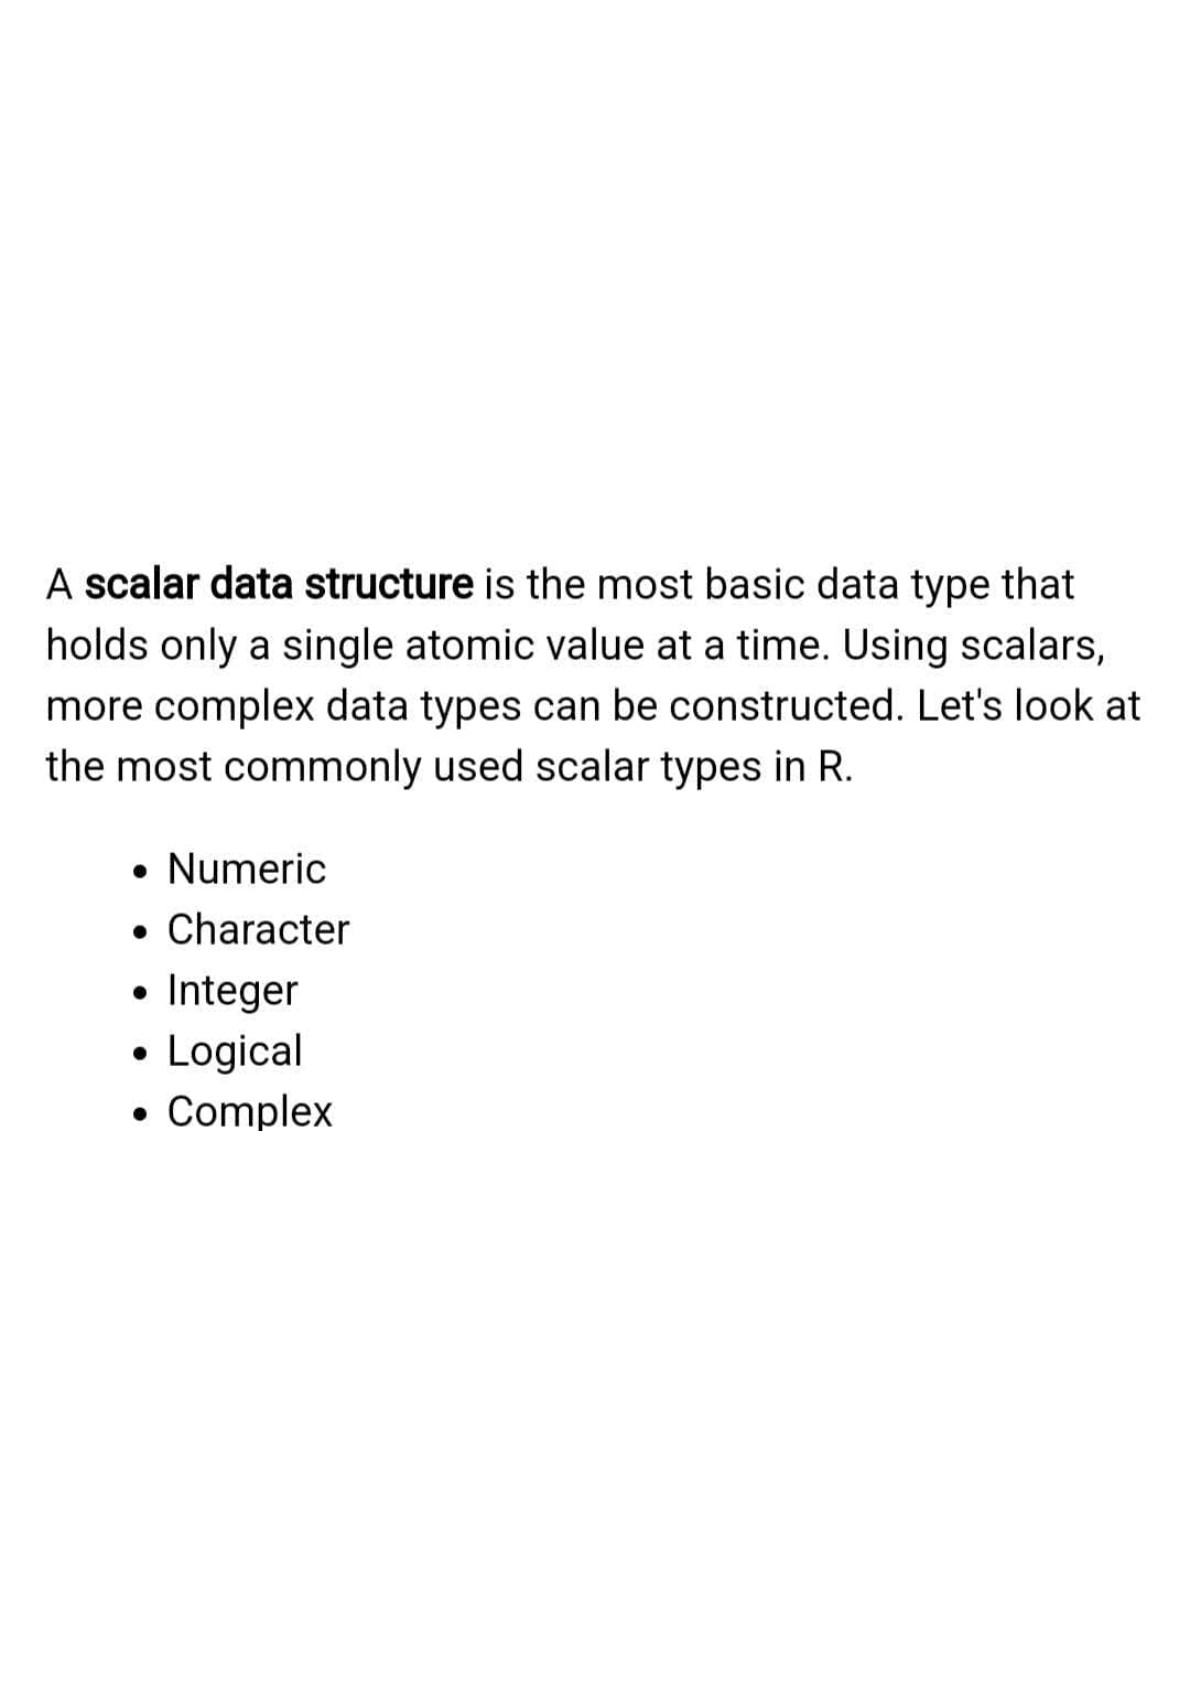 A scalar data structure is the most basic data type that
holds only a single atomic value at a time. Using scalars,
more complex data types can be constructed. Let's look at
the most commonly used scalar types in R.
• Numeric
• Character
• Integer
• Logical
• Complex